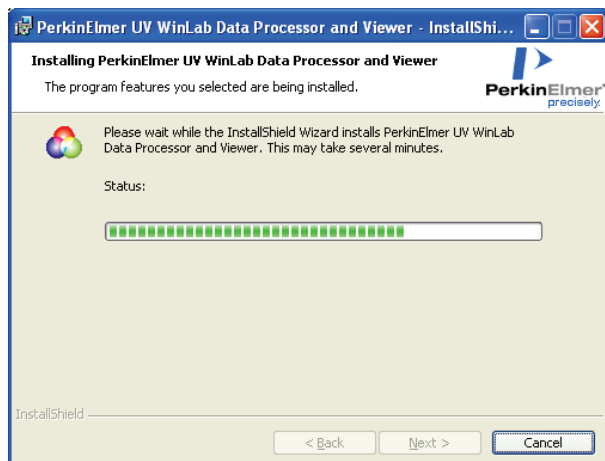 PerkinElmer UV WinLab Data Processor and Viewer - InstallShi...
Installing PerkinElmer UV WinLab Data Processor and Viewer
The program features you selected are being installed.
PerkinElmer
precisely.
Please wait while the InstallShield Wizard installs PerkinElmer UV WinLab
Data Processor and Viewer. This may take several minutes.
Status:
InstallShield
< Back
Next >
Cancel